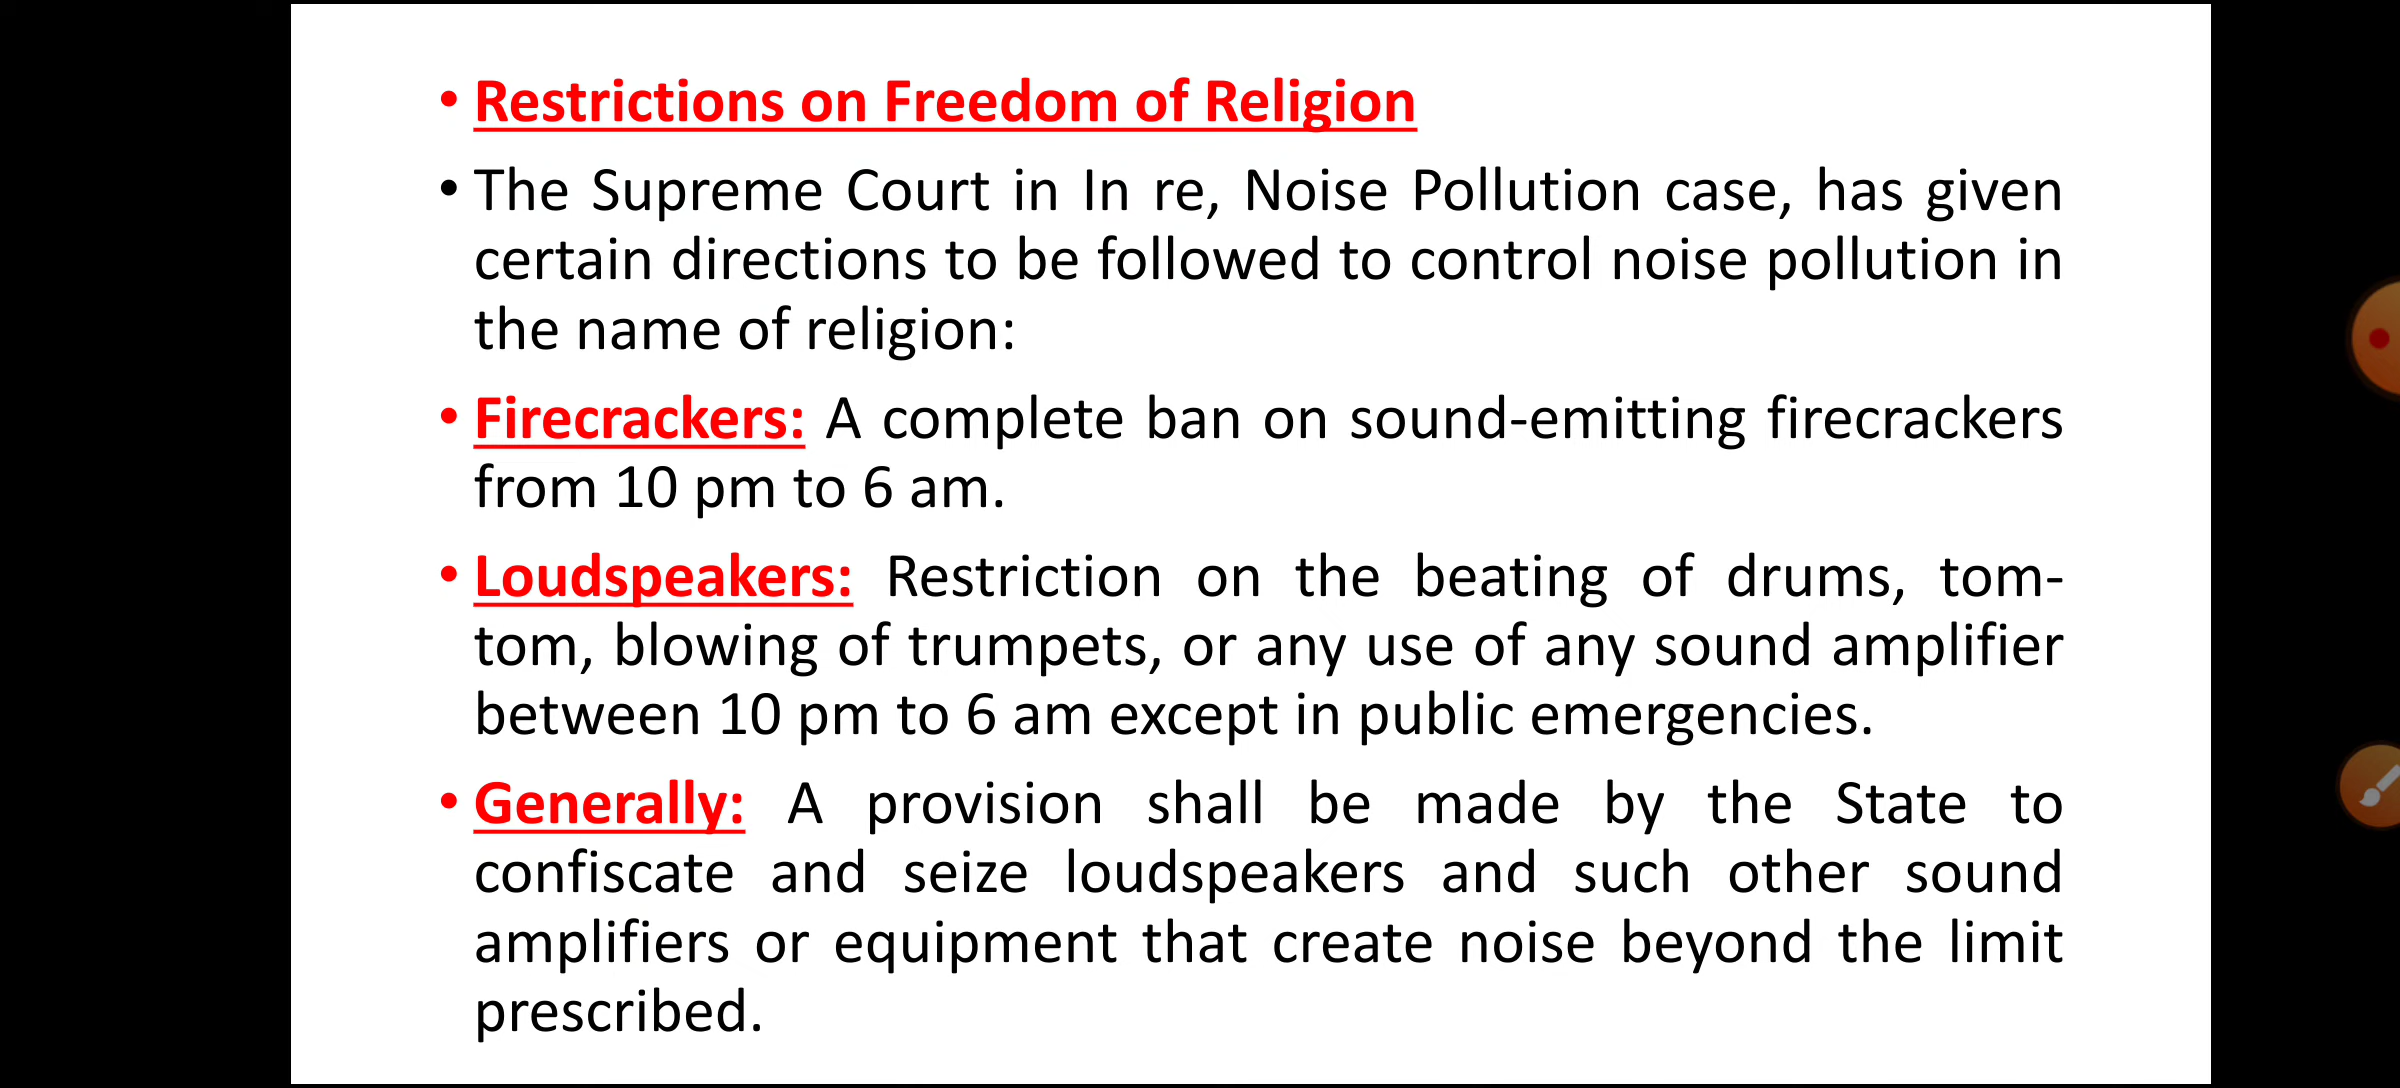 • Restrictions on Freedom of Religion
• The Supreme Court in In re, Noise Pollution case, has given
certain directions to be followed to control noise pollution in
the name of religion:
• Firecrackers: A complete ban on sound-emitting firecrackers
from 10 pm to 6 am.
• Loudspeakers: Restriction on the beating of drums, tom-
tom, blowing of trumpets, or any use of any sound amplifier
between 10 pm to 6 am except in public emergencies.
• Generally: A provision shall be made by the State to
confiscate and seize loudspeakers and such other sound
amplifiers or equipment that create noise beyond the limit
prescribed.